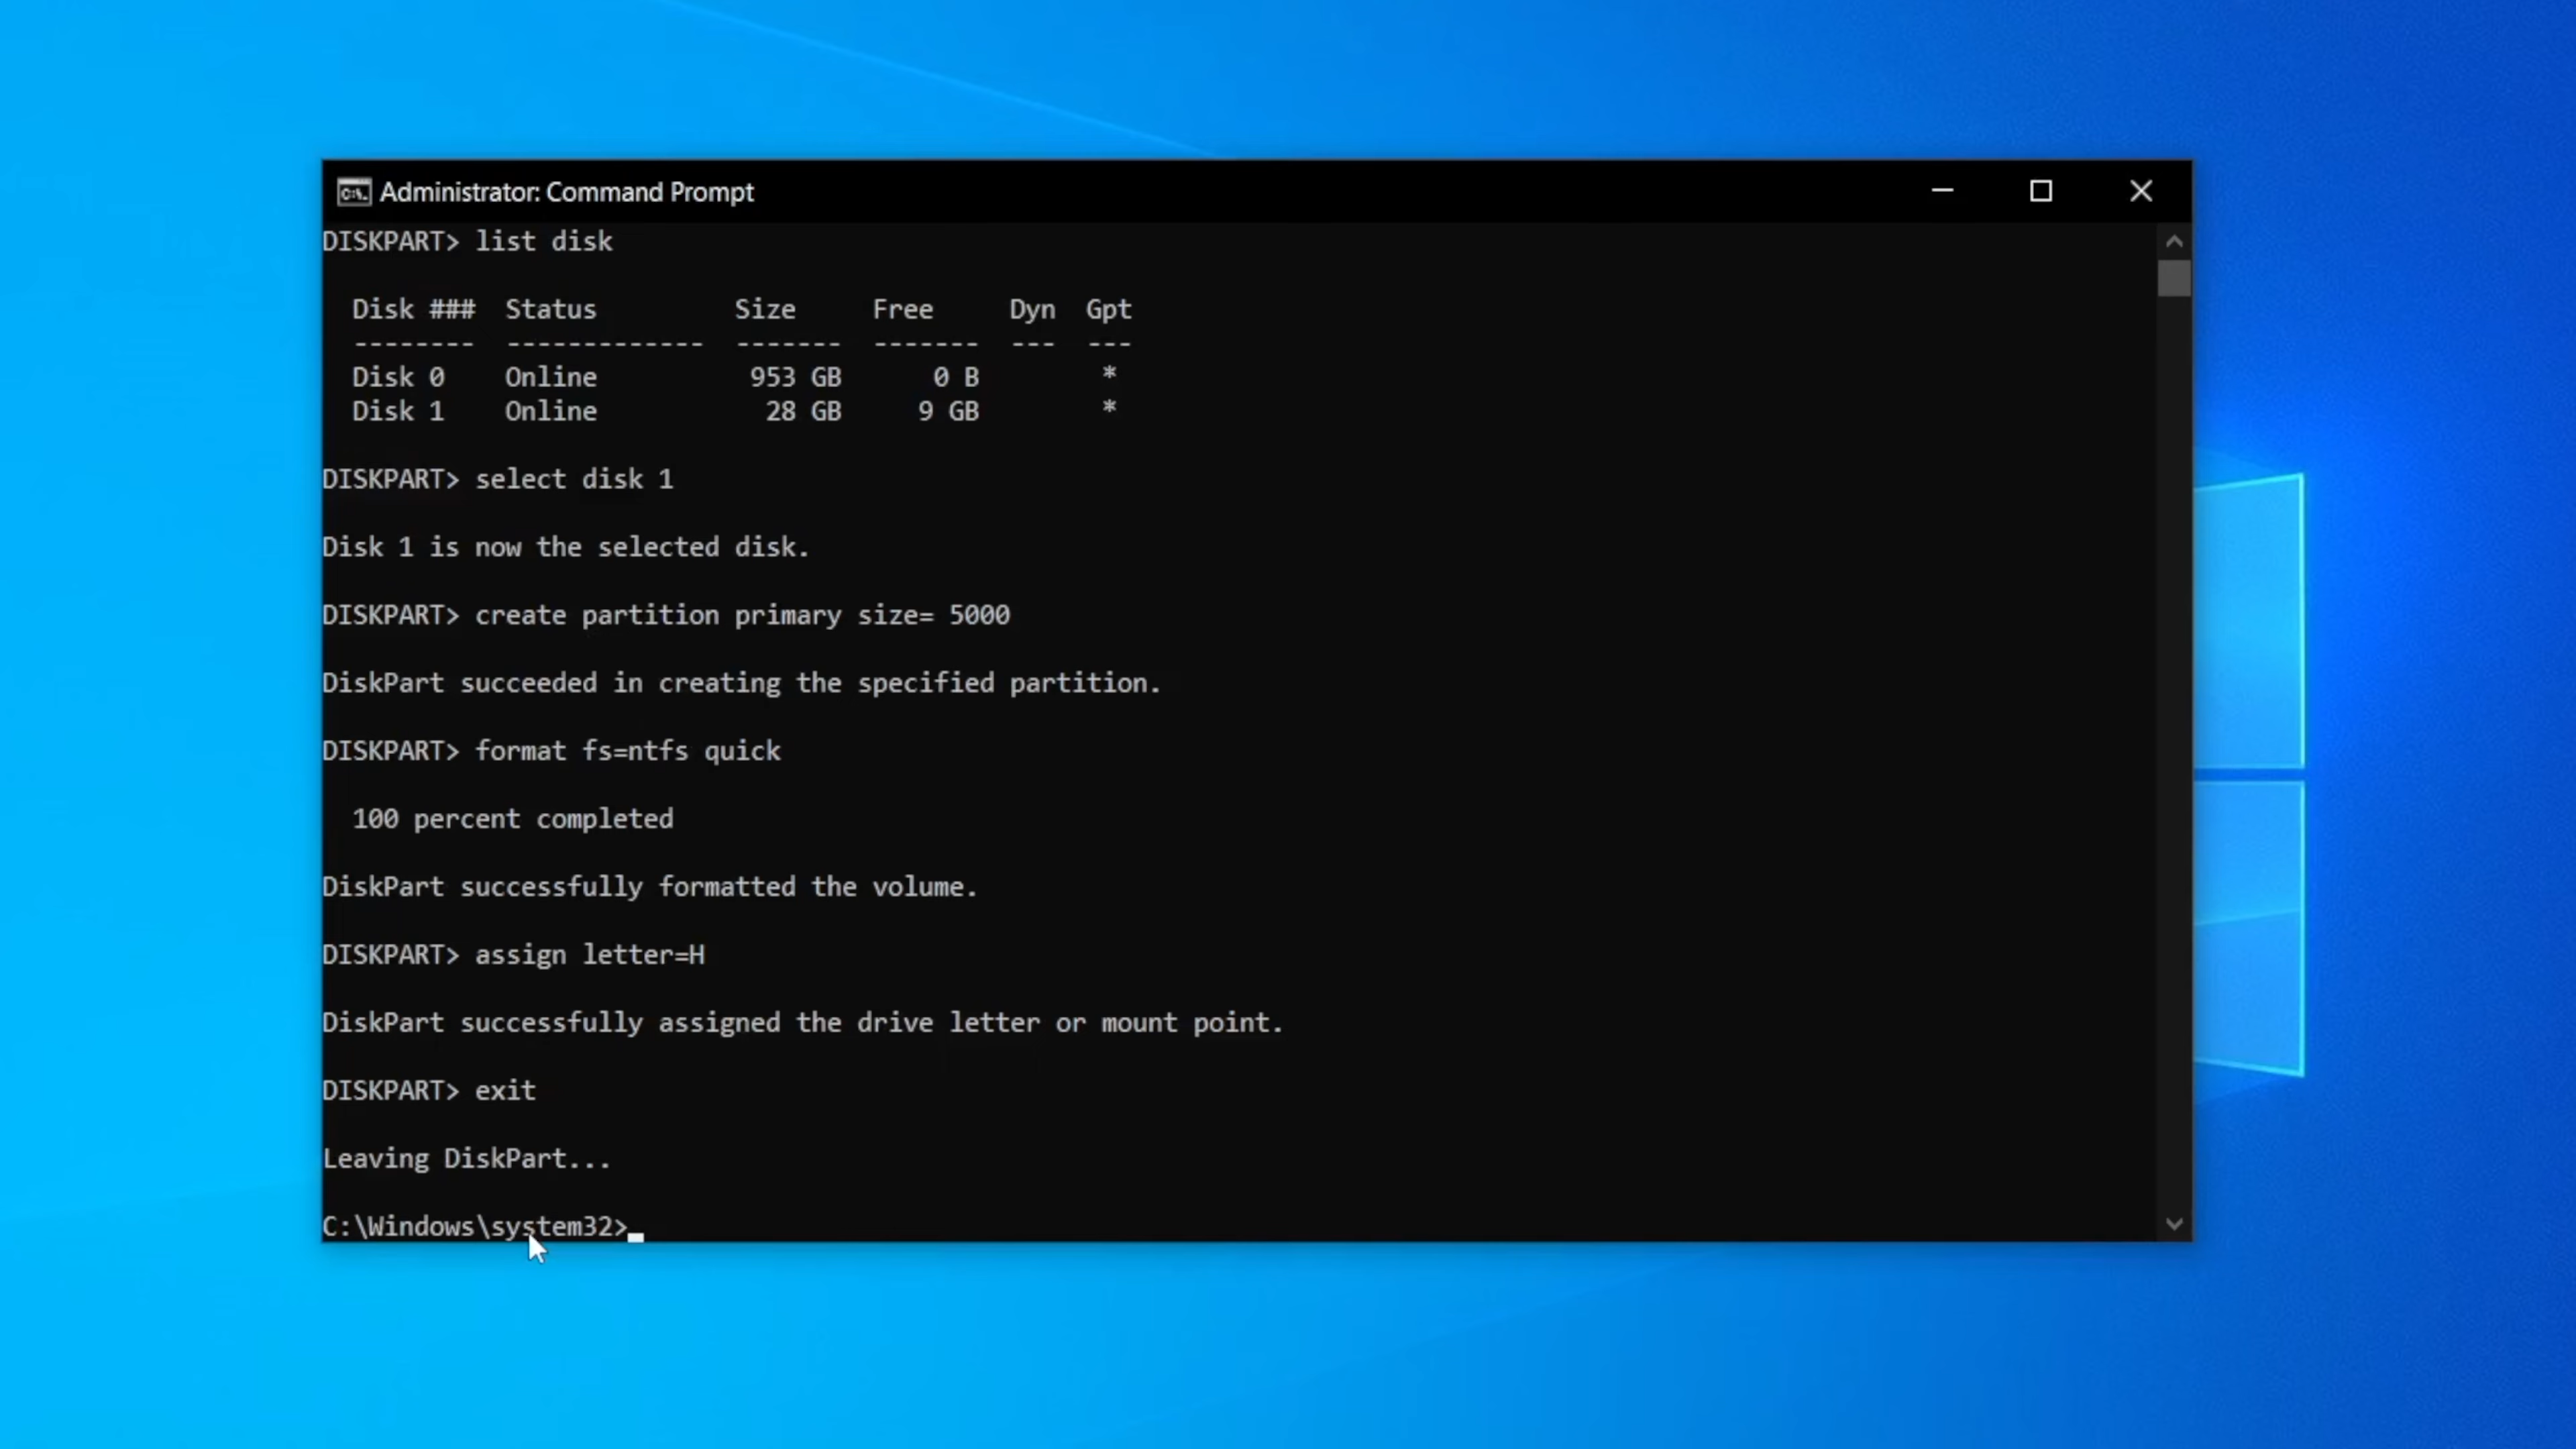 Administrator: Command Prompt
DISKPART> list disk
Disk ###  Status         Size     Free     Dyn  Gpt
--------  -------------  -------  -------  ---  ---
Disk 0    Online          953 GB      0 B        *
Disk 1    Online           28 GB     9 GB        *
DISKPART> select disk 1
Disk 1 is now the selected disk.
DISKPART> create partition primary size= 5000
DiskPart succeeded in creating the specified partition.
DISKPART> format fs=ntfs quick
100 percent completed
DiskPart successfully formatted the volume.
DISKPART> assign letter=H
DiskPart successfully assigned the drive letter or mount point.
DISKPART> exit
Leaving DiskPart...
C:\Windows\system32>